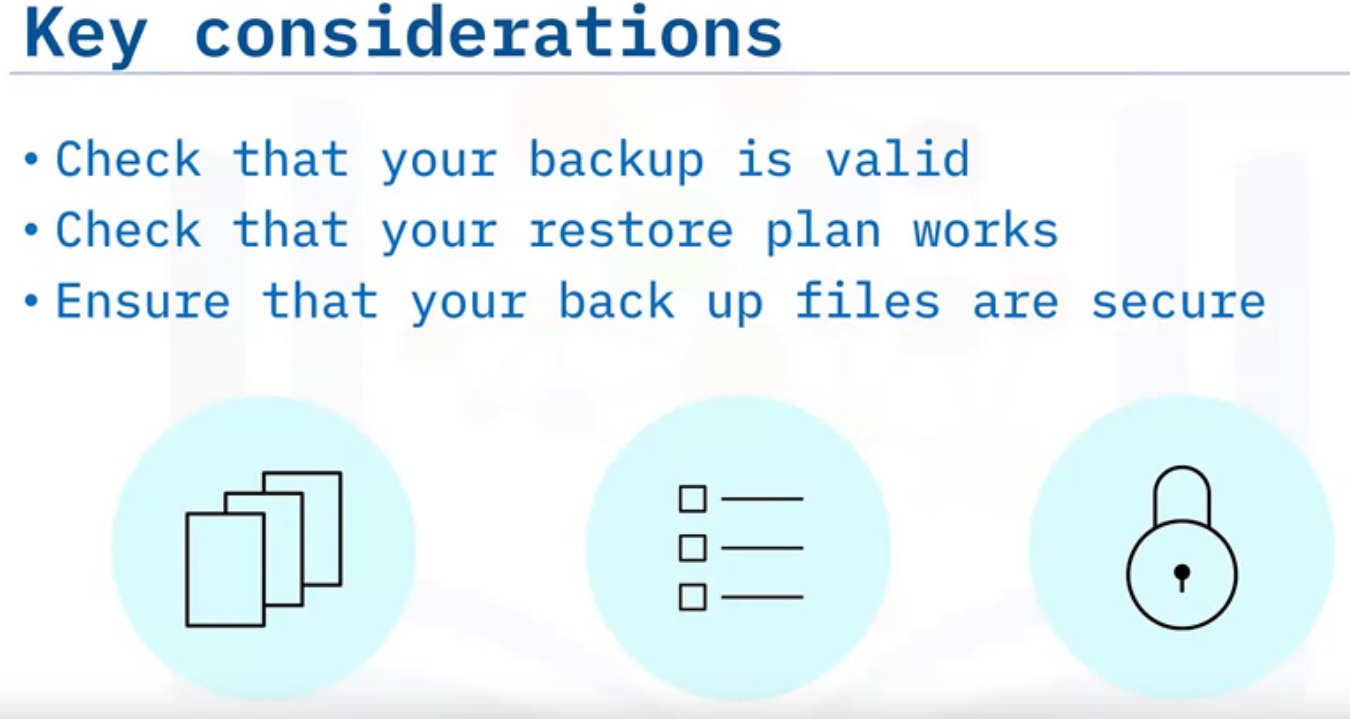 Key considerations
• Check that your backup is valid
• Check that your restore plan works
• Ensure that your back up files are secure